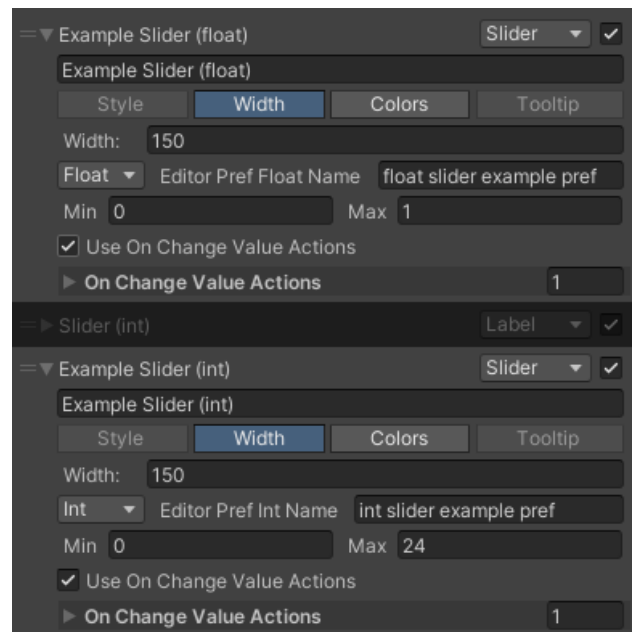 Example Slider (float) Slider
Example Slider (float)
Style Width Colors Tooltip
Width: 150
Float Editor Pref Float Name float slider example pref
Min 0 Max 1
Use On Change Value Actions
On Change Value Actions 1
Slider (int) Label
Example Slider (int) Slider
Example Slider (int)
Style Width Colors Tooltip
Width: 150
Int Editor Pref Int Name int slider example pref
Min 0 Max 24
Use On Change Value Actions
On Change Value Actions 1